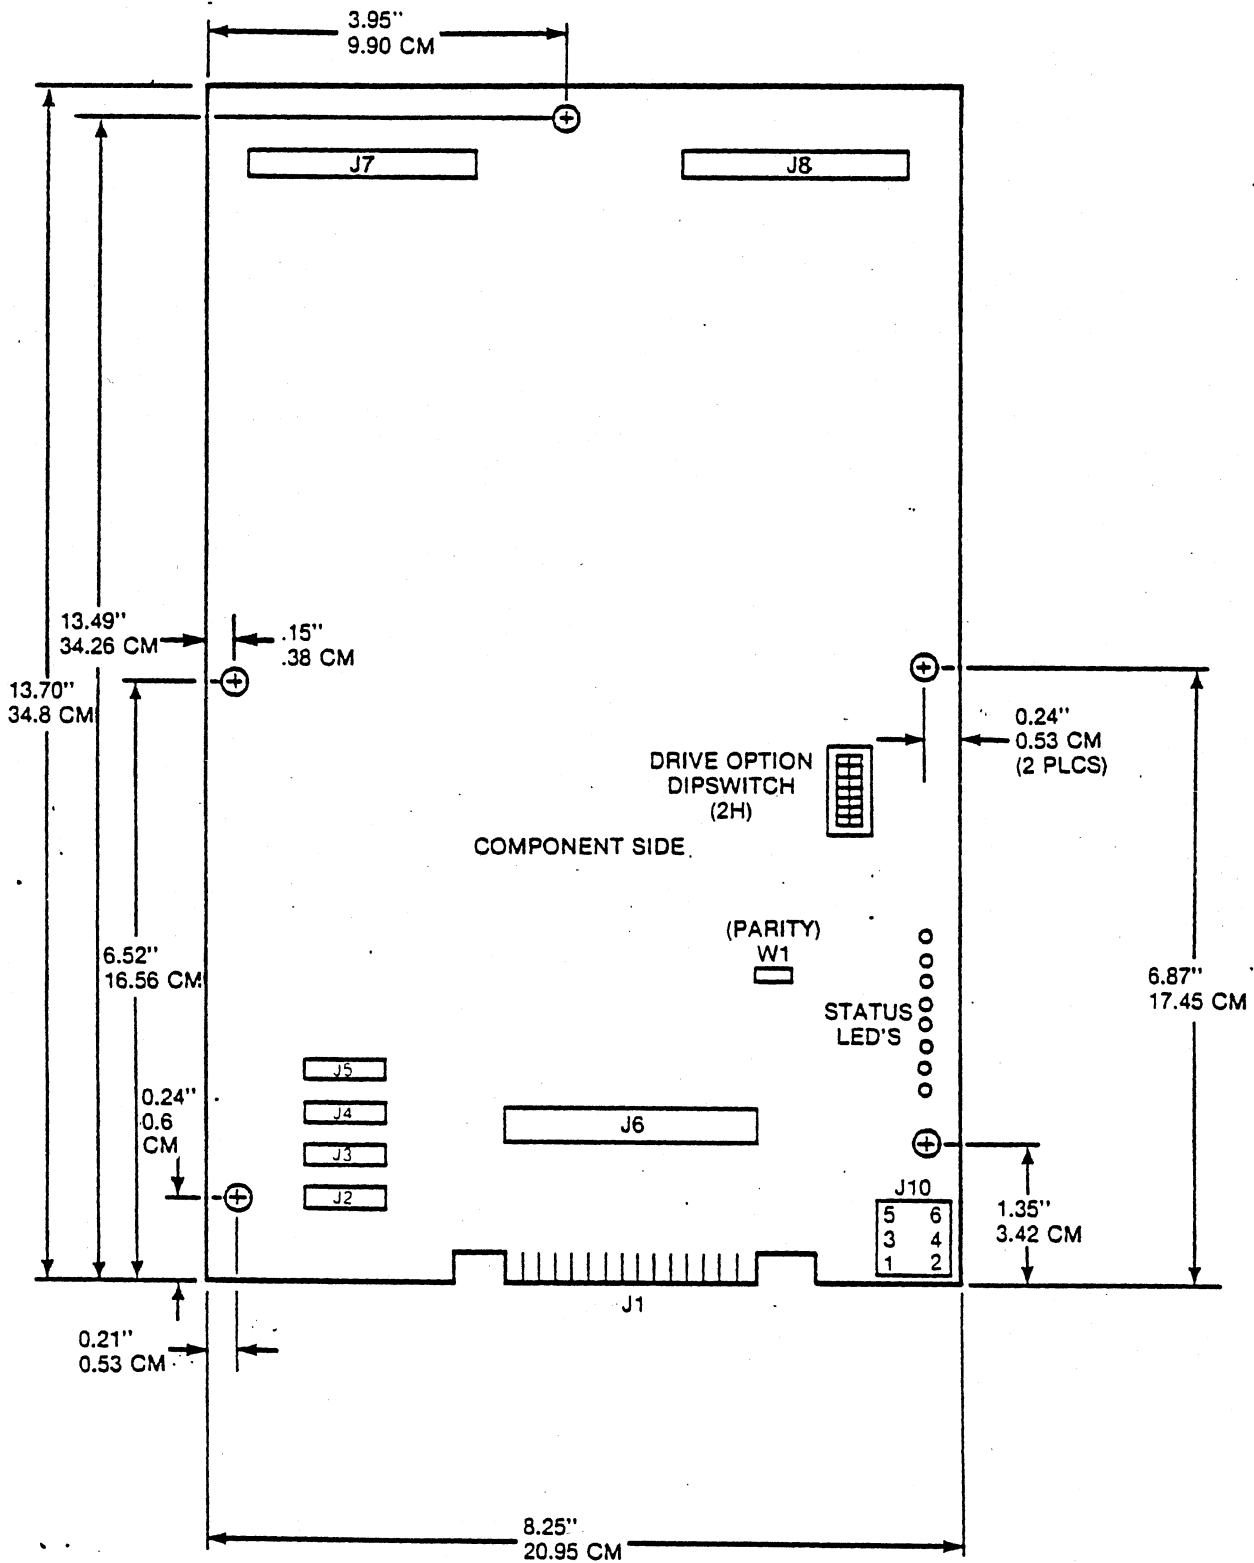 3.95"
9.90 CM
J7
J8
13.49"
34.26 CM
.15"
.38 CM
13.70"
34.8 CM
0.24"
0.53 CM
(2 PLCS)
DRIVE OPTION
DIPSWITCH
(2H)
COMPONENT SIDE
(PARITY)
W1
6.52"
16.56 CM
6.87"
17.45 CM
STATUS
LED'S
J5
J4
J3
J2
0.24"
0.6
CM
J6
J10
5 6
3 4
1 2
1.35"
3.42 CM
J1
0.21"
0.53 CM
8.25"
20.95 CM